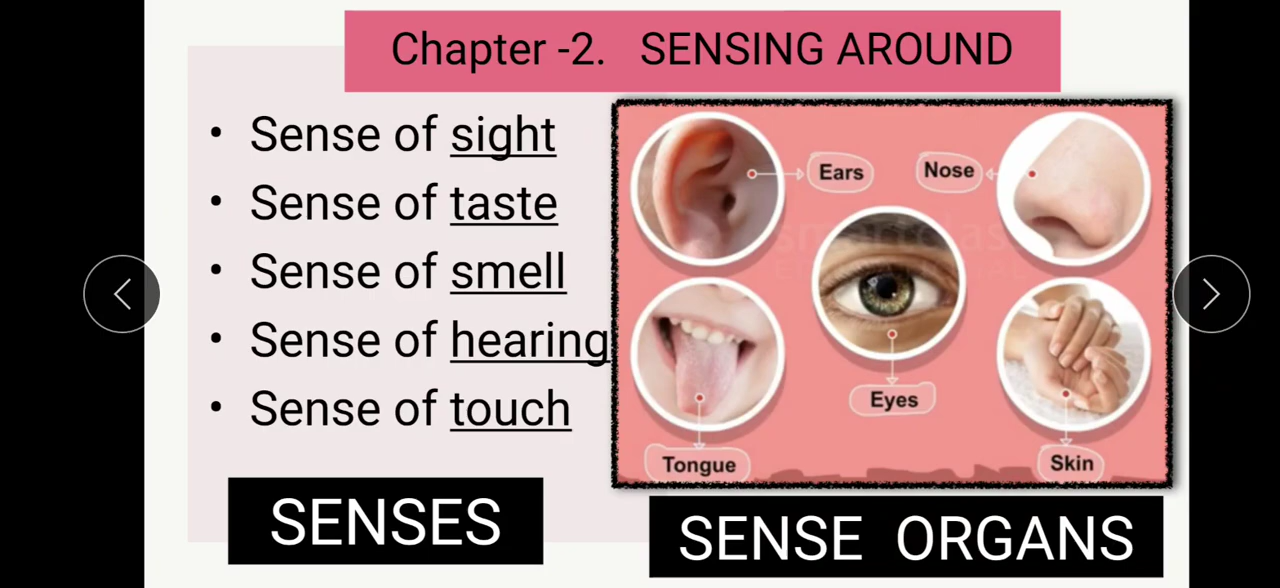 Chapter -2. SENSING AROUND
• Sense of sight
• Sense of taste
• Sense of smell
• Sense of hearing
• Sense of touch
SENSES
Ears
Nose
Eyes
Tongue
Skin
SENSE ORGANS